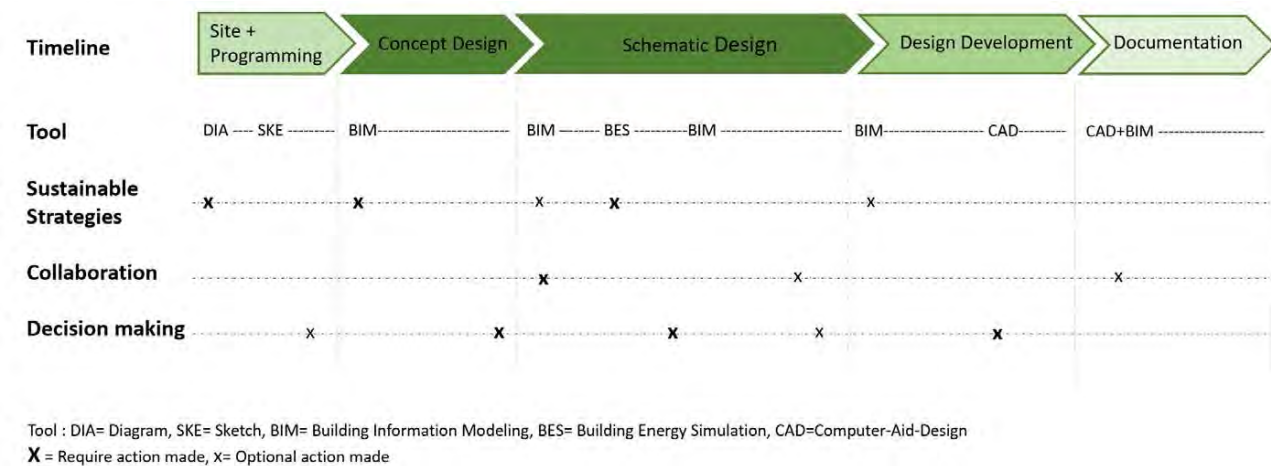 Timeline
Site +
Programming
Concept Design
Schematic Design
Design Development
Documentation
Tool
DIA ---- SKE ---------- BIM---------------------------- BIM -------- BES -----------BIM --------------------------- BIM--------------------- CAD--------- CAD+BIM ----------------------
Sustainable
Strategies
X X x X x
Collaboration
X x x
Decision making
x X X x X
Tool : DIA= Diagram, SKE= Sketch, BIM= Building Information Modeling, BES= Building Energy Simulation, CAD=Computer-Aid-Design
X = Require action made, x= Optional action made